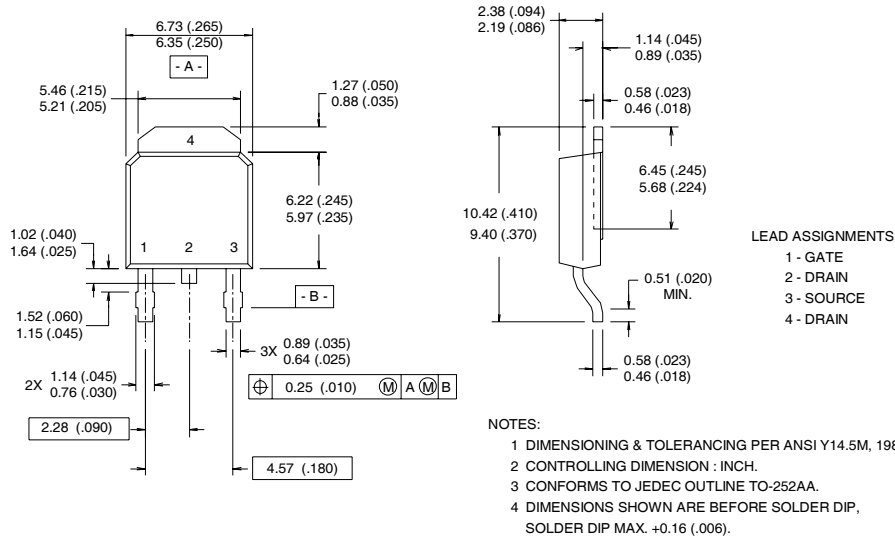 6.73 (.265)
6.35 (.250)
- A -
5.46 (.215)
5.21 (.205)
1.27 (.050)
0.88 (.035)
4
6.22 (.245)
5.97 (.235)
1.02 (.040)
1.64 (.025)
1 2 3
- B -
1.52 (.060)
1.15 (.045)
3X 0.89 (.035)
0.64 (.025)
2X 1.14 (.045)
0.76 (.030)
⌖ 0.25 (.010) Ⓜ A Ⓜ B
2.28 (.090)
4.57 (.180)
2.38 (.094)
2.19 (.086)
1.14 (.045)
0.89 (.035)
0.58 (.023)
0.46 (.018)
6.45 (.245)
5.68 (.224)
10.42 (.410)
9.40 (.370)
0.51 (.020)
MIN.
0.58 (.023)
0.46 (.018)
LEAD ASSIGNMENTS
1 - GATE
2 - DRAIN
3 - SOURCE
4 - DRAIN
NOTES:
1 DIMENSIONING & TOLERANCING PER ANSI Y14.5M, 198
2 CONTROLLING DIMENSION : INCH.
3 CONFORMS TO JEDEC OUTLINE TO-252AA.
4 DIMENSIONS SHOWN ARE BEFORE SOLDER DIP,
SOLDER DIP MAX. +0.16 (.006).